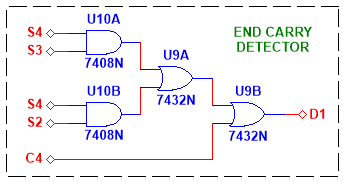 U10A
S4
S3
7408N
END CARRY
DETECTOR
U9A
7432N
U10B
S4
S2
7408N
U9B
7432N
D1
C4